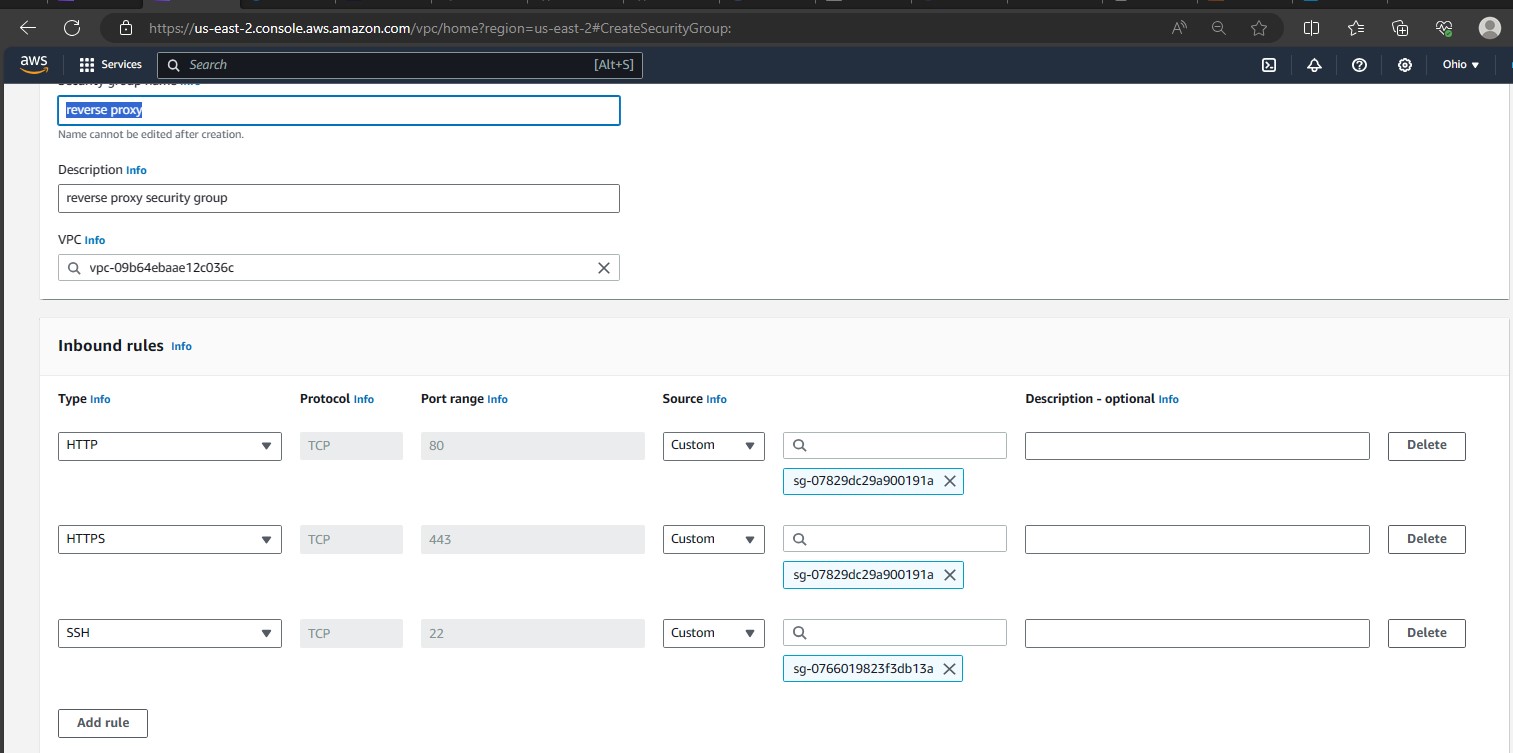 https://us-east-2.console.aws.amazon.com/vpc/home?region=us-east-2#CreateSecurityGroup:
aws Services Search [Alt+S] Ohio
Security group name Info
reverse proxy
Name cannot be edited after creation.
Description Info
reverse proxy security group
VPC Info
vpc-09b64ebaae12c036c
Inbound rules Info
Type Info Protocol Info Port range Info Source Info Description - optional Info
HTTP TCP 80 Custom Delete
sg-07829dc29a900191a
HTTPS TCP 443 Custom Delete
sg-07829dc29a900191a
SSH TCP 22 Custom Delete
sg-0766019823f3db13a
Add rule